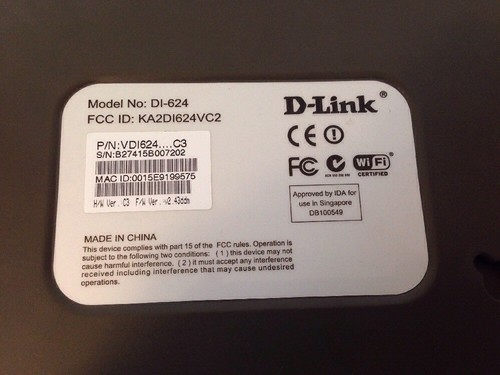 Model No: DI-624
FCC ID: KA2DI624VC2
D-Link®
P/N:VDI624....C3
S/N:B27415B007202
MAC ID:0015E9199575
H/W Ver.:C3 F/W Ver.:v2.43ddm
CE
FC
Wi Fi
CERTIFIED
Approved by IDA for
use in Singapore
DB100549
MADE IN CHINA
This device complies with part 15 of the FCC rules. Operation is
subject to the following two conditions: ( 1 ) this device may not
cause harmful interference. ( 2 ) it must accept any interference
received including interference that may cause undesired
operations.